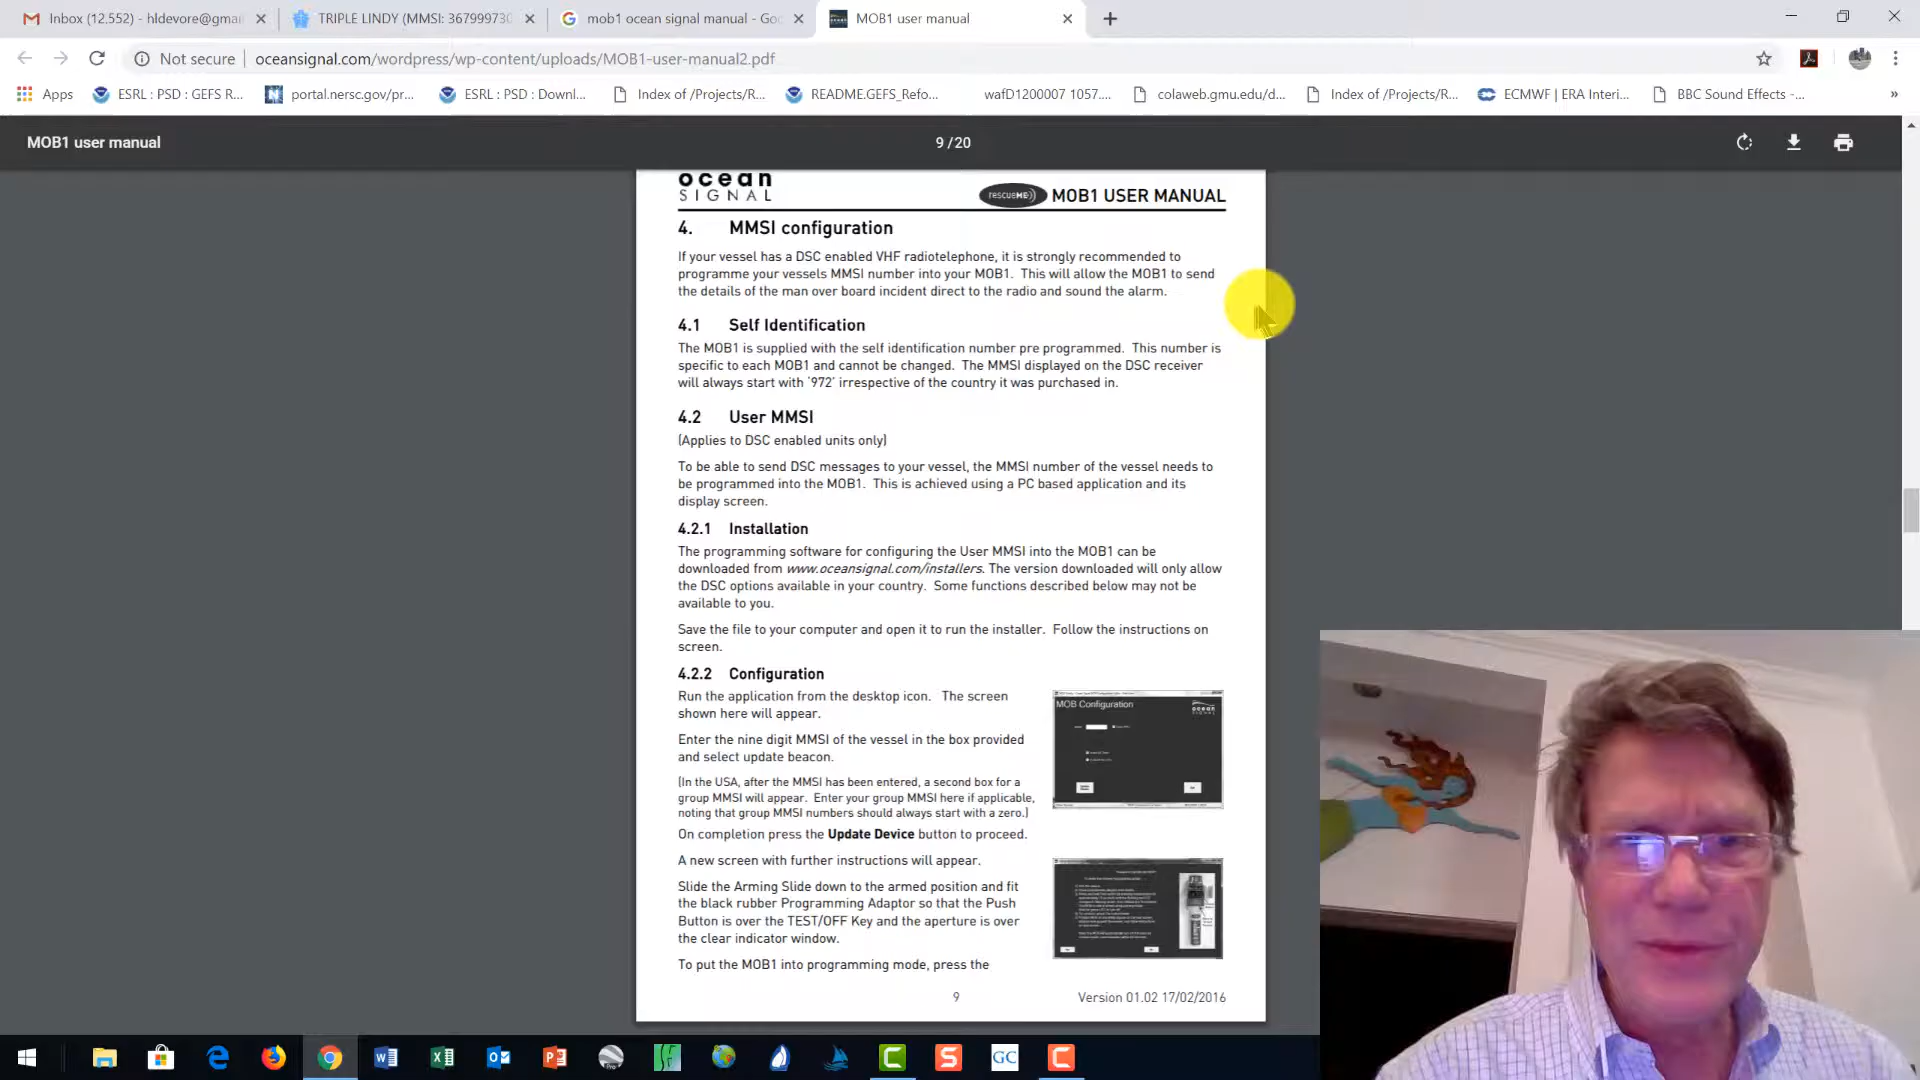 Inbox (12,552) - hldevore@gmai
TRIPLE LINDY (MMSI: 367999730
mob1 ocean signal manual - Goo
MOB1 user manual
Not secure
oceansignal.com/wordpress/wp-content/uploads/MOB1-user-manual2.pdf
Apps
ESRL : PSD : GEFS R...
portal.nersc.gov/pr...
ESRL : PSD : Downl...
Index of /Projects/R...
README.GEFS_Refo...
wafD1200007 1057....
colaweb.gmu.edu/d...
Index of /Projects/R...
ECMWF | ERA Interi...
BBC Sound Effects -...
»
MOB1 user manual
9 / 20
ocean
SIGNAL
rescueME MOB1 USER MANUAL
4. MMSI configuration
If your vessel has a DSC enabled VHF radiotelephone, it is strongly recommended to
programme your vessels MMSI number into your MOB1. This will allow the MOB1 to send
the details of the man over board incident direct to the radio and sound the alarm.
4.1 Self Identification
The MOB1 is supplied with the self identification number pre programmed. This number is
specific to each MOB1 and cannot be changed. The MMSI displayed on the DSC receiver
will always start with '972' irrespective of the country it was purchased in.
4.2 User MMSI
(Applies to DSC enabled units only)
To be able to send DSC messages to your vessel, the MMSI number of the vessel needs to
be programmed into the MOB1. This is achieved using a PC based application and its
display screen.
4.2.1 Installation
The programming software for configuring the User MMSI into the MOB1 can be
downloaded from www.oceansignal.com/installers. The version downloaded will only allow
the DSC options available in your country. Some functions described below may not be
available to you.
Save the file to your computer and open it to run the installer. Follow the instructions on
screen.
4.2.2 Configuration
Run the application from the desktop icon. The screen
shown here will appear.
Enter the nine digit MMSI of the vessel in the box provided
and select update beacon.
(In the USA, after the MMSI has been entered, a second box for a
group MMSI will appear. Enter your group MMSI here if applicable,
noting that group MMSI numbers should always start with a zero.)
On completion press the Update Device button to proceed.
A new screen with further instructions will appear.
Slide the Arming Slide down to the armed position and fit
the black rubber Programming Adaptor so that the Push
Button is over the TEST/OFF Key and the aperture is over
the clear indicator window.
To put the MOB1 into programming mode, press the
MOB Configuration
ocean
SIGNAL
9
Version 01.02 17/02/2016
Pro
GC